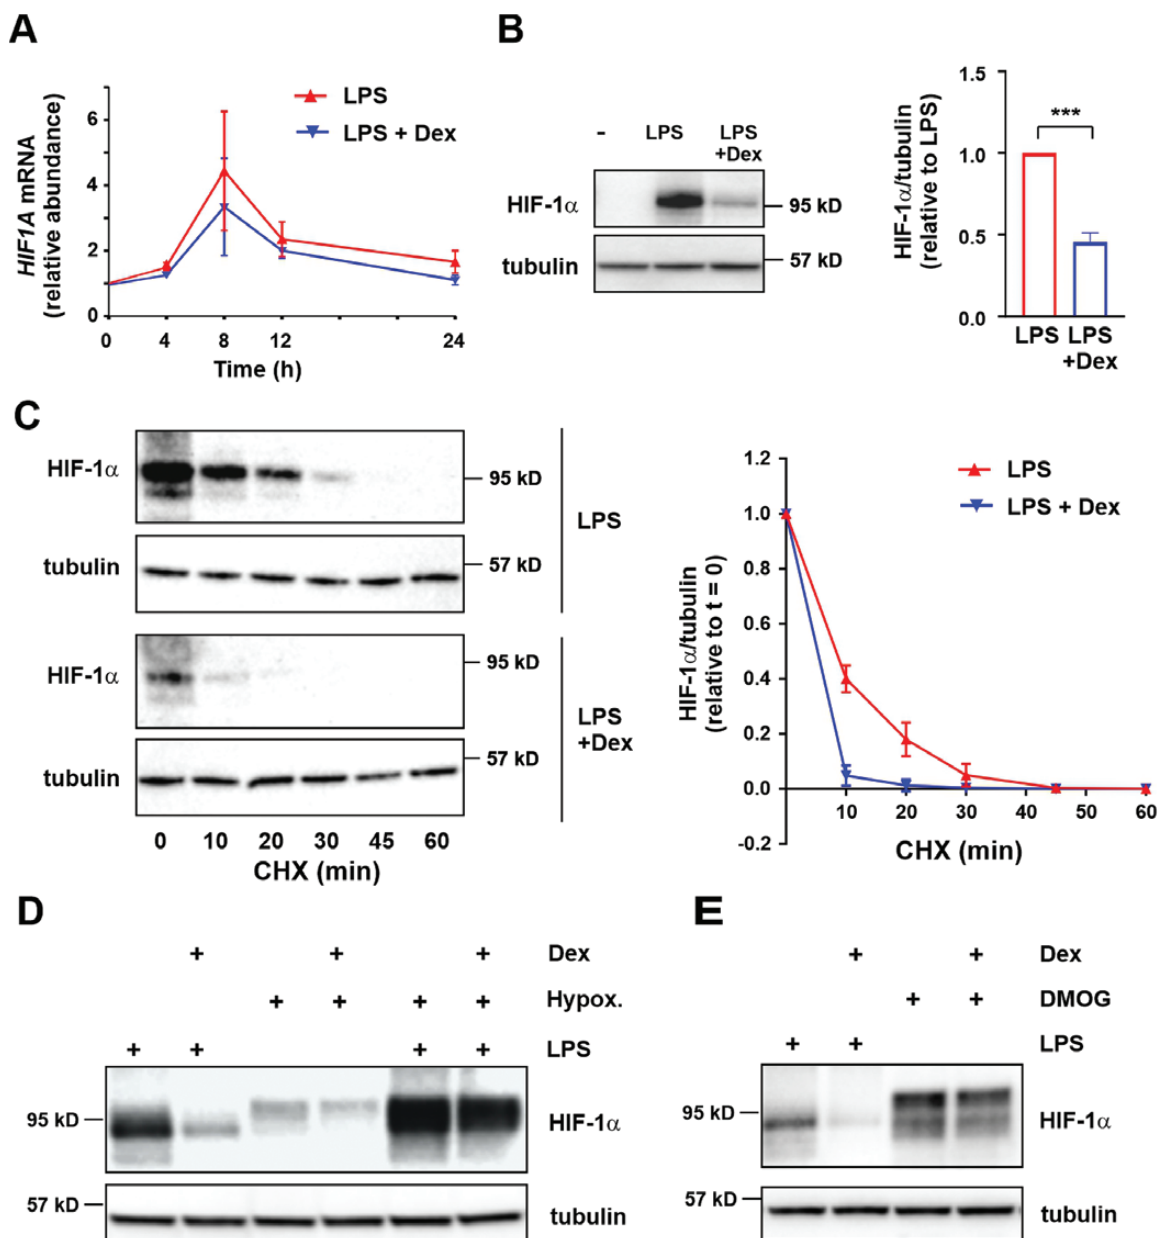 A
HIF1A mRNA
(relative abundance)
6
4
2
0
0 4 8 12 24
Time (h)
LPS
LPS + Dex
B
- LPS LPS
+Dex
HIF-1α
95 kD
tubulin
57 kD
HIF-1α/tubulin
(relative to LPS)
1.5
1.0
0.5
0.0
***
LPS LPS
+Dex
C
HIF-1α
95 kD
tubulin
57 kD
LPS
HIF-1α
95 kD
tubulin
57 kD
LPS
+Dex
0 10 20 30 45 60
CHX (min)
HIF-1α/tubulin
(relative to t = 0)
1.2
1.0
0.8
0.6
0.4
0.2
0.0
-0.2
10 20 30 40 50 60
CHX (min)
LPS
LPS + Dex
D
+ + + Dex
+ + + + Hypox.
+ + + + LPS
95 kD
HIF-1α
57 kD
tubulin
E
+ + Dex
+ + DMOG
+ + LPS
95 kD
HIF-1α
57 kD
tubulin